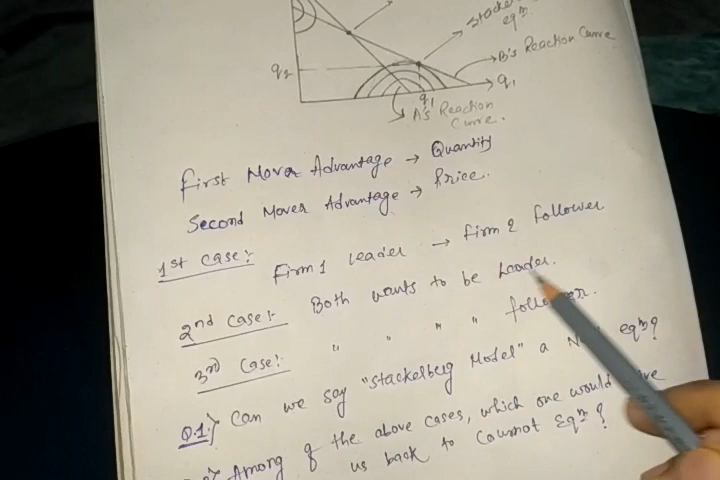 Stackel
eqᵐ.
q₂
B's Reaction Curve
q₁
q₁
A's Reaction
Curve.
First Mover Advantage → Quantity
Second Mover Advantage → Price.
1st Case:- Firm 1 leader → Firm 2 follower
2nd Case:- Both wants to be Leader.
3rd Case:- " " " "
Q.1) Can we say "Stackelberg Model" a eqᵐ?
Among of the above cases, which one would
us back to Cournot Eqᵐ?